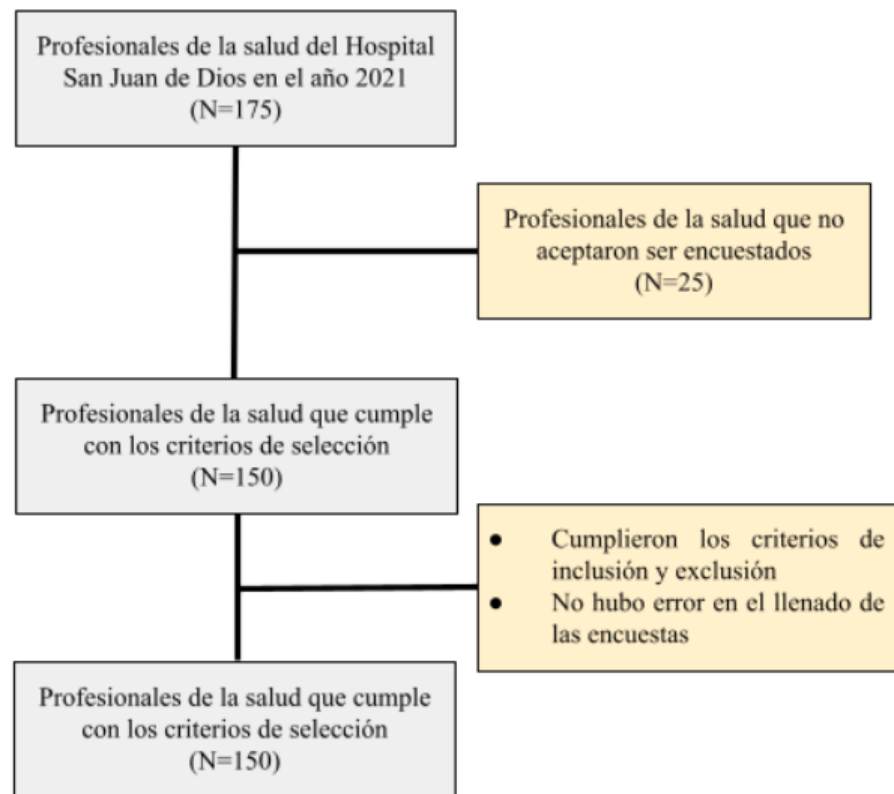 Profesionales de la salud del Hospital
San Juan de Dios en el año 2021
(N=175)
Profesionales de la salud que no
aceptaron ser encuestados
(N=25)
Profesionales de la salud que cumple
con los criterios de selección
(N=150)
● Cumplieron los criterios de
inclusión y exclusión
● No hubo error en el llenado de
las encuestas
Profesionales de la salud que cumple
con los criterios de selección
(N=150)